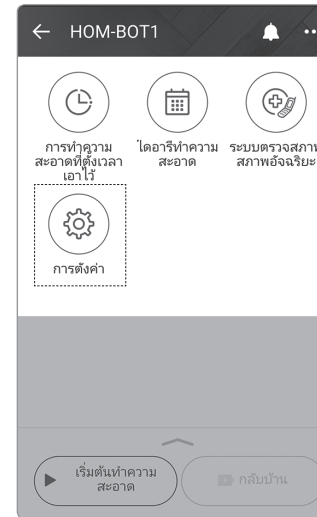 HOM-BOT1
การทำความ
สะอาดที่ตั้งเวลา
เอาไว้
ไดอารีทำความ
สะอาด
ระบบตรวจสภาพ
สภาพอัจฉริยะ
การตั้งค่า
เริ่มต้นทำความ
สะอาด
กลับบ้าน